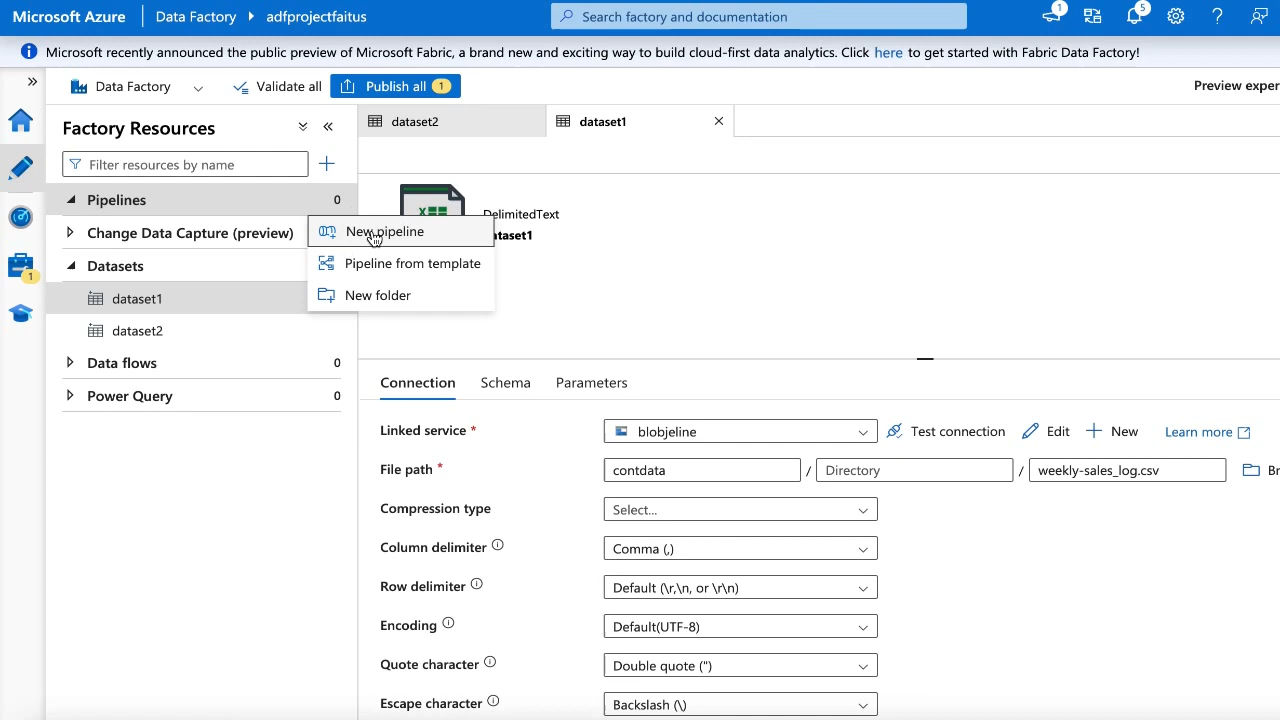 Microsoft Azure Data Factory adfprojectfaitus Search factory and documentation 1 5
Microsoft recently announced the public preview of Microsoft Fabric, a brand new and exciting way to build cloud-first data analytics. Click here to get started with Fabric Data Factory!
Data Factory Validate all Publish all 1 Preview exper
Factory Resources
dataset2 dataset1
Filter resources by name
Pipelines 0
DelimitedText
Change Data Capture (preview)
New pipeline
ataset1
Datasets
Pipeline from template
dataset1
New folder
dataset2
1
Data flows 0
Power Query 0
Connection Schema Parameters
Linked service * blobjeline Test connection Edit New Learn more
File path * contdata / Directory / weekly-sales_log.csv Br
Compression type Select...
Column delimiter Comma (,)
Row delimiter Default (\r,\n, or \r\n)
Encoding Default(UTF-8)
Quote character Double quote (")
Escape character Backslash (\)